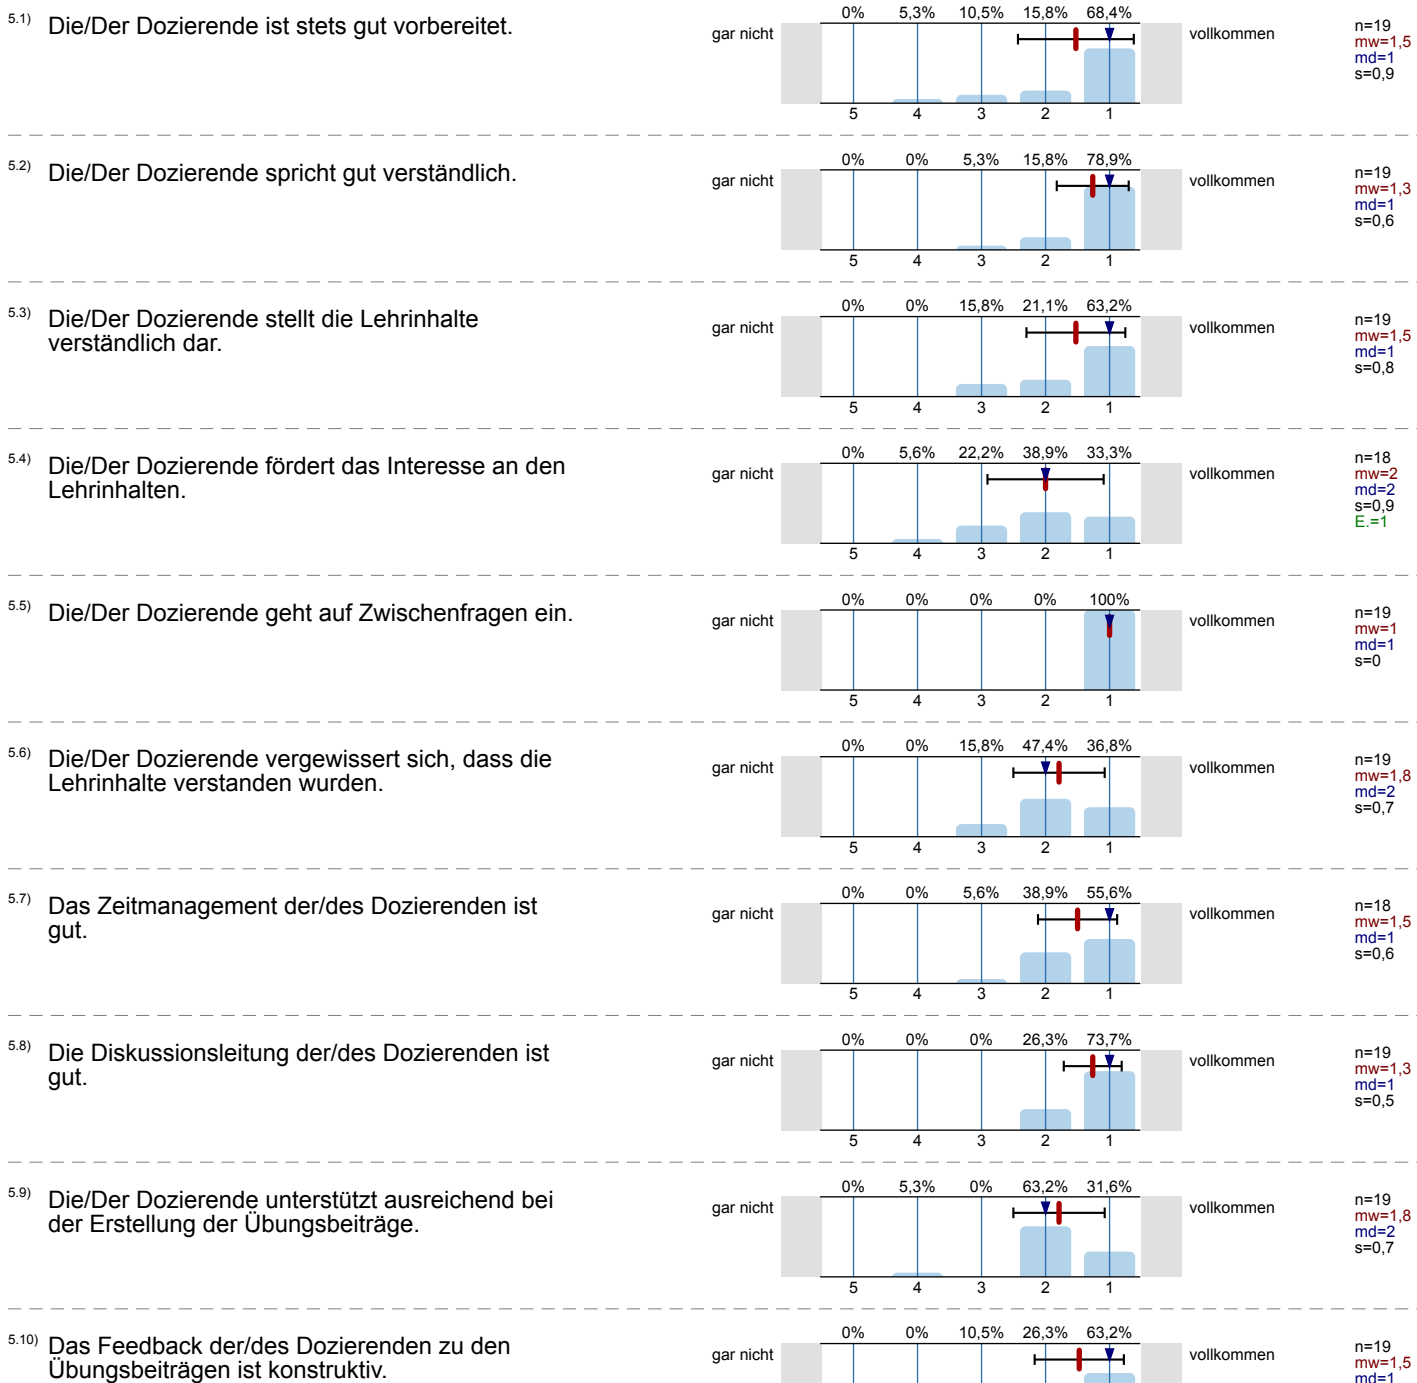 5.1) Die/Der Dozierende ist stets gut vorbereitet.
0% 5,3% 10,5% 15,8% 68,4%
gar nicht vollkommen
5 4 3 2 1
n=19
mw=1,5
md=1
s=0,9
5.2) Die/Der Dozierende spricht gut verständlich.
0% 0% 5,3% 15,8% 78,9%
gar nicht vollkommen
5 4 3 2 1
n=19
mw=1,3
md=1
s=0,6
5.3) Die/Der Dozierende stellt die Lehrinhalte
verständlich dar.
0% 0% 15,8% 21,1% 63,2%
gar nicht vollkommen
5 4 3 2 1
n=19
mw=1,5
md=1
s=0,8
5.4) Die/Der Dozierende fördert das Interesse an den
Lehrinhalten.
0% 5,6% 22,2% 38,9% 33,3%
gar nicht vollkommen
5 4 3 2 1
n=18
mw=2
md=2
s=0,9
E.=1
5.5) Die/Der Dozierende geht auf Zwischenfragen ein.
0% 0% 0% 0% 100%
gar nicht vollkommen
5 4 3 2 1
n=19
mw=1
md=1
s=0
5.6) Die/Der Dozierende vergewissert sich, dass die
Lehrinhalte verstanden wurden.
0% 0% 15,8% 47,4% 36,8%
gar nicht vollkommen
5 4 3 2 1
n=19
mw=1,8
md=2
s=0,7
5.7) Das Zeitmanagement der/des Dozierenden ist
gut.
0% 0% 5,6% 38,9% 55,6%
gar nicht vollkommen
5 4 3 2 1
n=18
mw=1,5
md=1
s=0,6
5.8) Die Diskussionsleitung der/des Dozierenden ist
gut.
0% 0% 0% 26,3% 73,7%
gar nicht vollkommen
5 4 3 2 1
n=19
mw=1,3
md=1
s=0,5
5.9) Die/Der Dozierende unterstützt ausreichend bei
der Erstellung der Übungsbeiträge.
0% 5,3% 0% 63,2% 31,6%
gar nicht vollkommen
5 4 3 2 1
n=19
mw=1,8
md=2
s=0,7
5.10) Das Feedback der/des Dozierenden zu den
Übungsbeiträgen ist konstruktiv.
0% 0% 10,5% 26,3% 63,2%
gar nicht vollkommen
n=19
mw=1,5
md=1